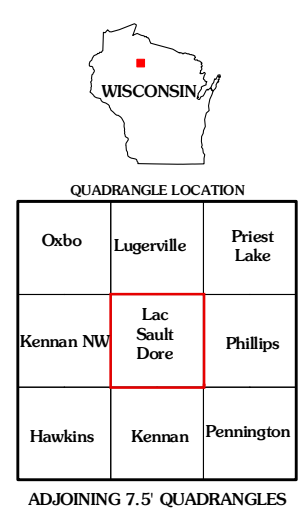 WISCONSIN
QUADRANGLE LOCATION
Oxbo
Lugerville
Priest
Lake
Kennan NW
Lac
Sault
Dore
Phillips
Hawkins
Kennan
Pennington
ADJOINING 7.5' QUADRANGLES